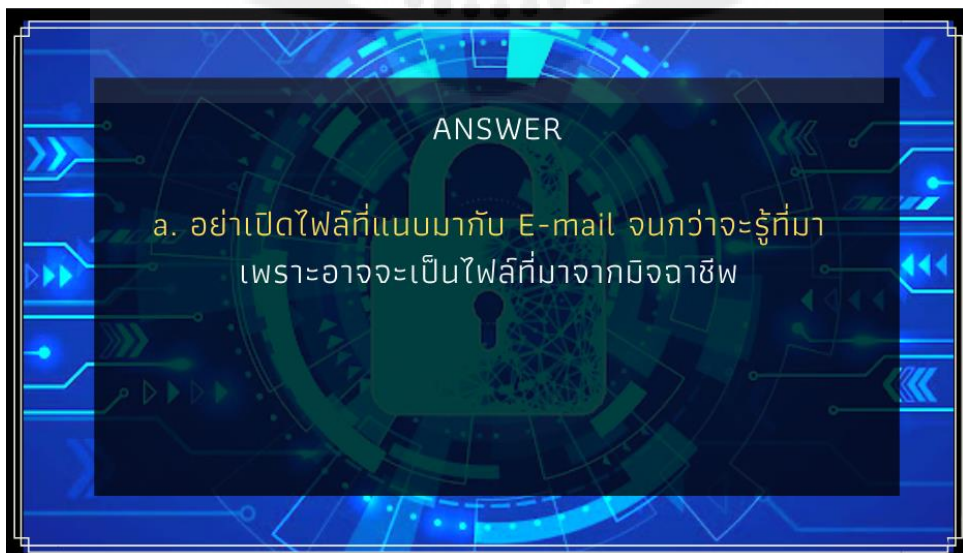 ANSWER
a. อย่าเปิดไฟล์ที่แนบมากับ E-mail จนกว่าจะรู้ที่มา
เพราะอาจจะเป็นไฟล์ที่มาจากมิจฉาชีพ